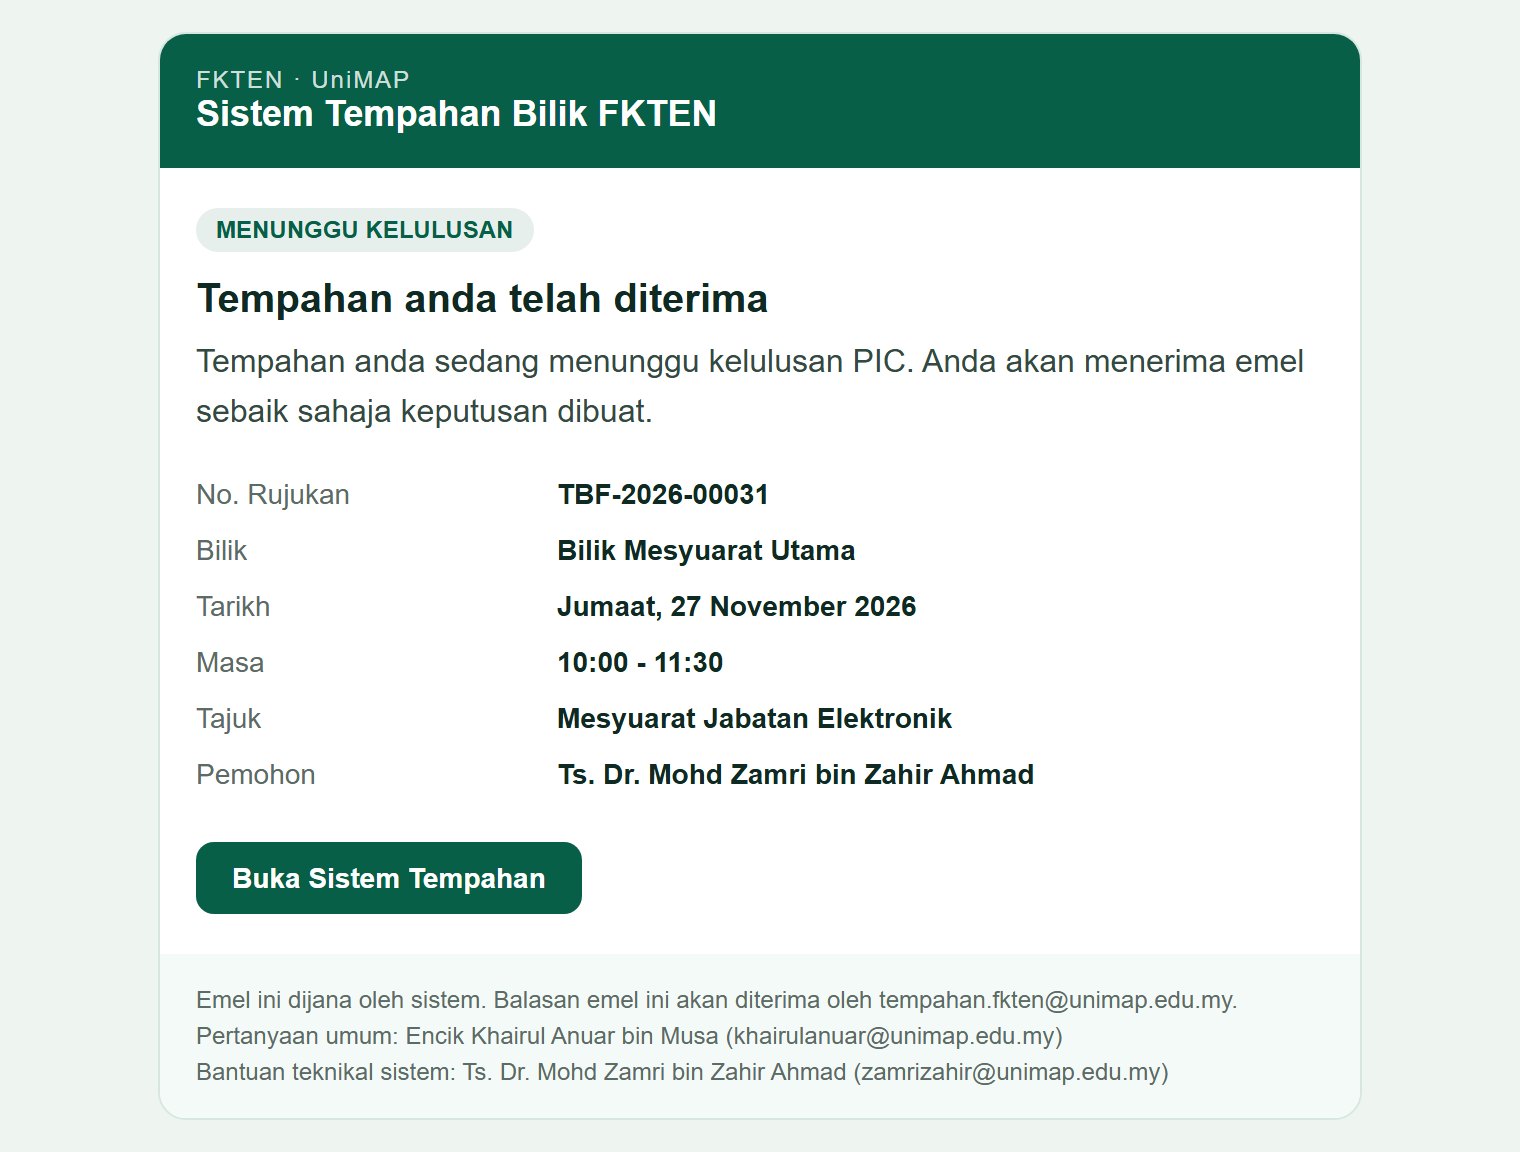 FKTEN · UniMAP
Sistem Tempahan Bilik FKTEN
MENUNGGU KELULUSAN
Tempahan anda telah diterima
Tempahan anda sedang menunggu kelulusan PIC. Anda akan menerima emel
sebaik sahaja keputusan dibuat.
No. Rujukan TBF-2026-00031
Bilik Bilik Mesyuarat Utama
Tarikh Jumaat, 27 November 2026
Masa 10:00 - 11:30
Tajuk Mesyuarat Jabatan Elektronik
Pemohon Ts. Dr. Mohd Zamri bin Zahir Ahmad
Buka Sistem Tempahan
Emel ini dijana oleh sistem. Balasan emel ini akan diterima oleh tempahan.fkten@unimap.edu.my.
Pertanyaan umum: Encik Khairul Anuar bin Musa (khairulanuar@unimap.edu.my)
Bantuan teknikal sistem: Ts. Dr. Mohd Zamri bin Zahir Ahmad (zamrizahir@unimap.edu.my)